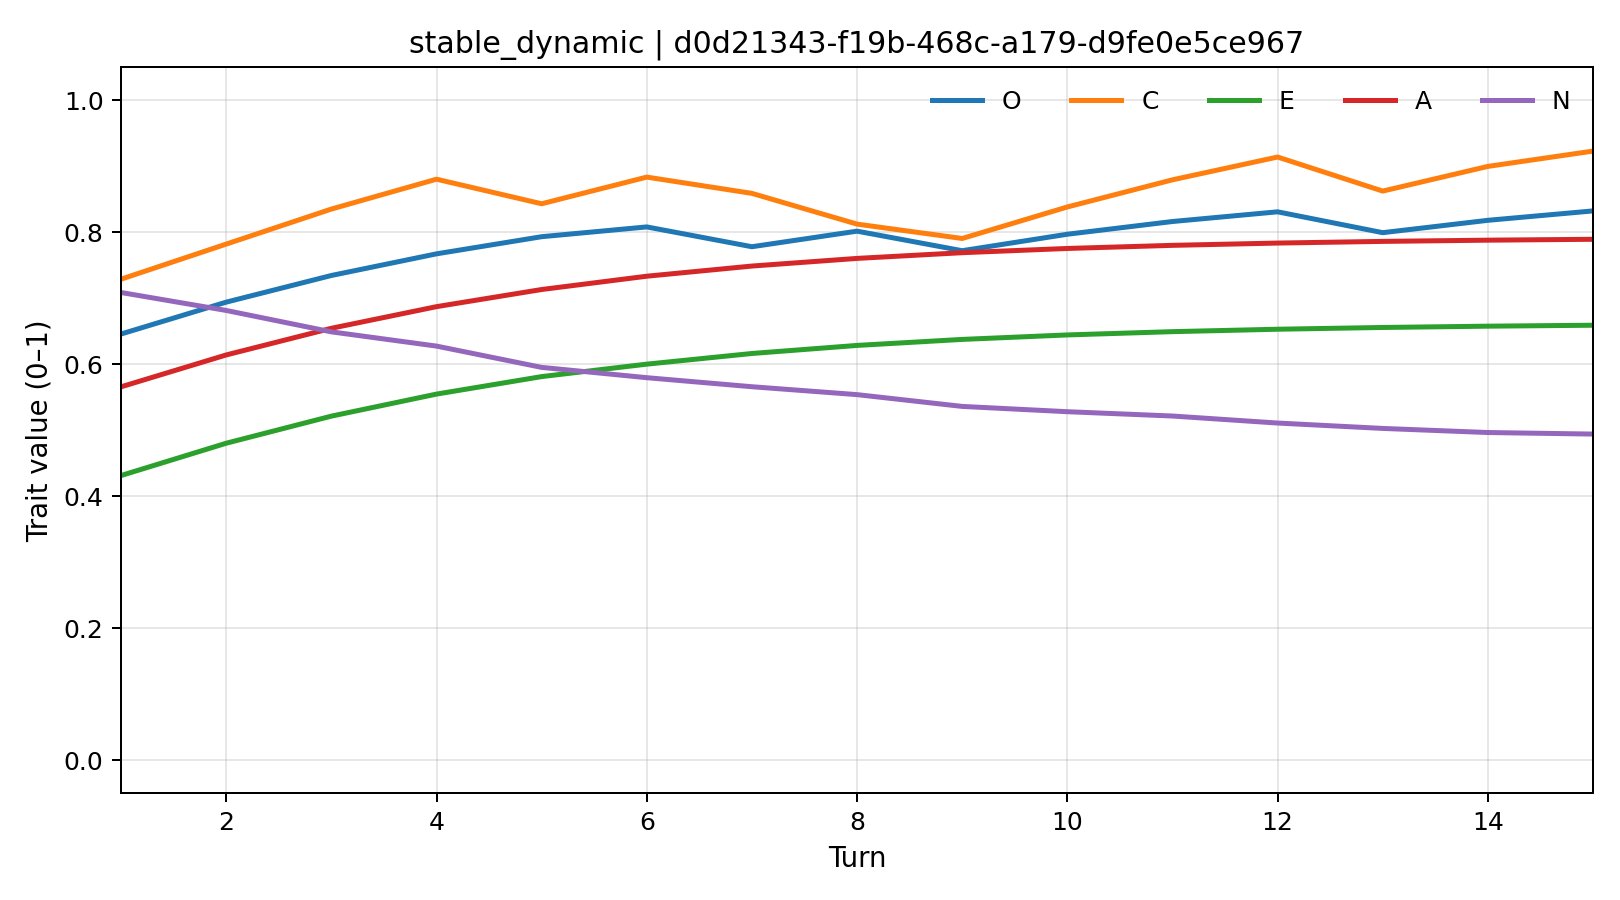 stable_dynamic | d0d21343-f19b-468c-a179-d9fe0e5ce967
O C E A N
1.0
0.8
0.6
0.4
0.2
0.0
Trait value (0–1)
2 4 6 8 10 12 14
Turn